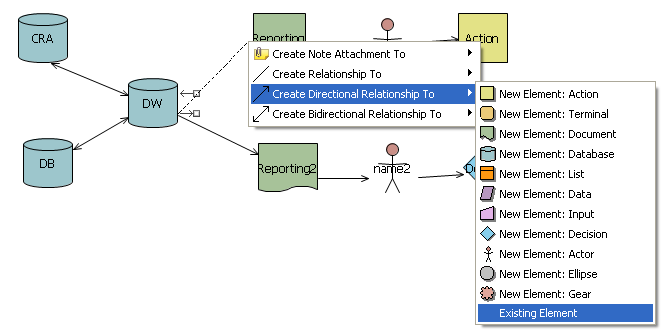 CRA
Reporting
Action
DW
DB
Reporting2
name2
Create Note Attachment To
Create Relationship To
Create Directional Relationship To
Create Bidirectional Relationship To
New Element: Action
New Element: Terminal
New Element: Document
New Element: Database
New Element: List
New Element: Data
New Element: Input
New Element: Decision
New Element: Actor
New Element: Ellipse
New Element: Gear
Existing Element